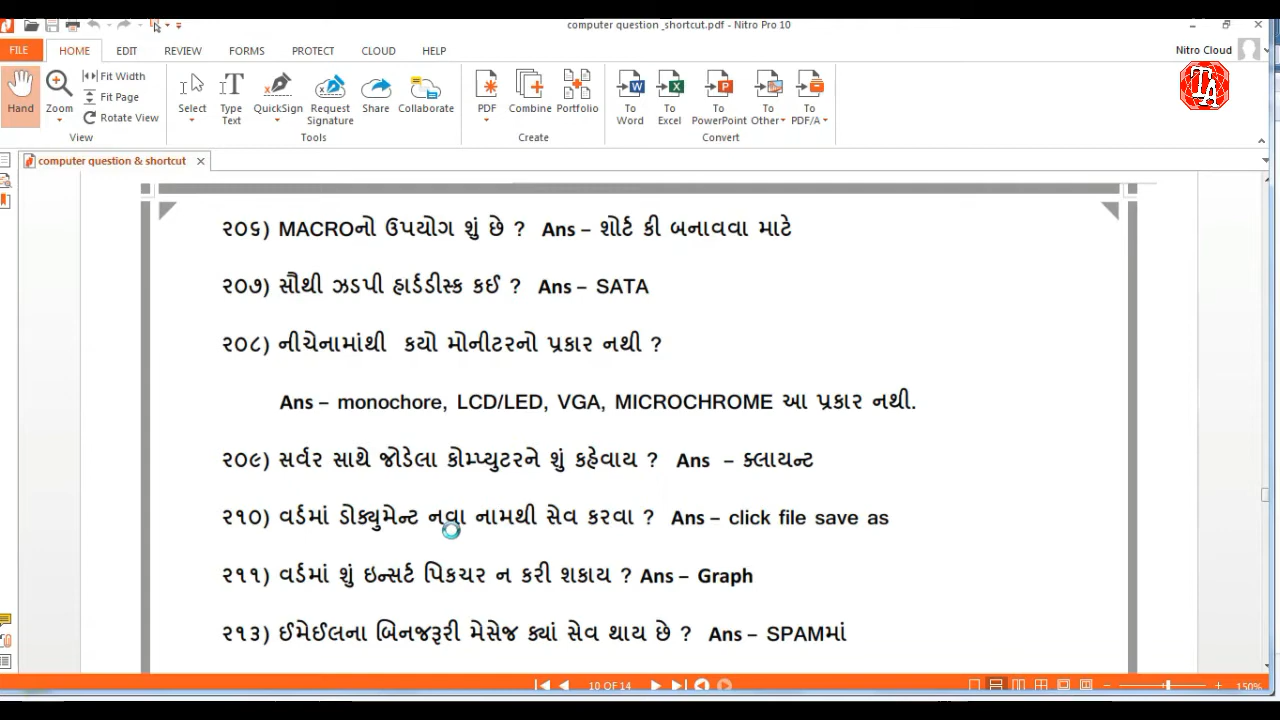 computer question _shortcut.pdf - Nitro Pro 10
FILE HOME EDIT REVIEW FORMS PROTECT CLOUD HELP Nitro Cloud
Hand Zoom Fit Width Fit Page Rotate View Select Type Text QuickSign Request Signature Share Collaborate PDF Combine Portfolio To Word To Excel To PowerPoint To Other To PDF/A
View Tools Create Convert
computer question & shortcut
૨૦૬) MACROનો ઉપયોગ શું છે ? Ans – શોર્ટ કી બનાવવા માટે
૨૦૭) સૌથી ઝડપી હાર્ડડીસ્ક કઈ ? Ans – SATA
૨૦૮) નીચેનામાંથી કયો મોનીટરનો પ્રકાર નથી ?
Ans – monochore, LCD/LED, VGA, MICROCHROME આ પ્રકાર નથી.
૨૦૯) સર્વર સાથે જોડેલા કોમ્પ્યુટરને શું કહેવાય ? Ans – ક્લાયન્ટ
૨૧૦) વર્ડમાં ડોક્યુમેન્ટ નવા નામથી સેવ કરવા ? Ans – click file save as
૨૧૧) વર્ડમાં શું ઇન્સર્ટ પિકચર ન કરી શકાય ? Ans – Graph
૨૧૩) ઈમેઈલના બિનજરૂરી મેસેજ ક્યાં સેવ થાય છે ? Ans – SPAMમાં
10 OF 14 150%